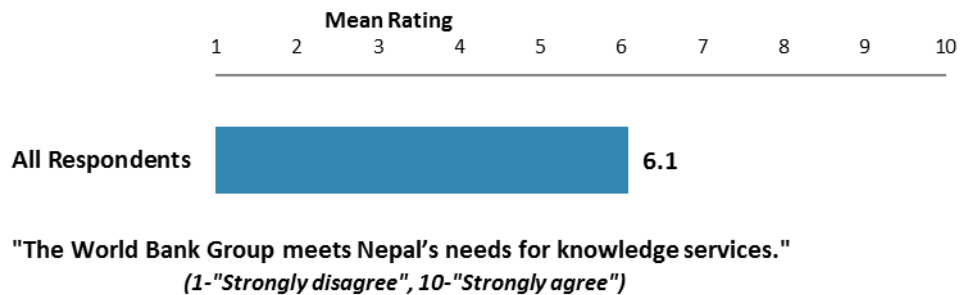 Mean Rating
1 2 3 4 5 6 7 8 9 10
All Respondents 6.1
"The World Bank Group meets Nepal’s needs for knowledge services."
(1-"Strongly disagree", 10-"Strongly agree")